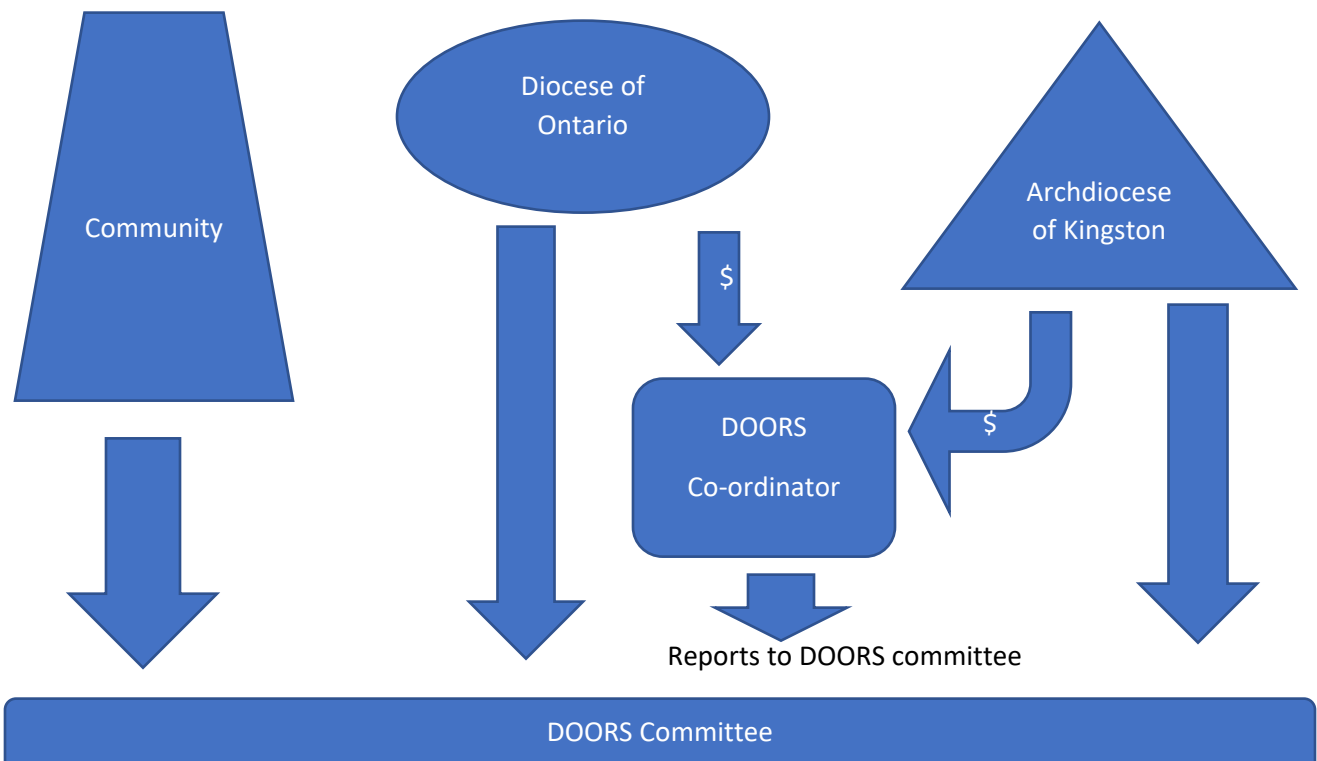 Diocese of
Ontario
Archdiocese
of Kingston
Community
$
$
DOORS
Co-ordinator
Reports to DOORS committee
DOORS Committee